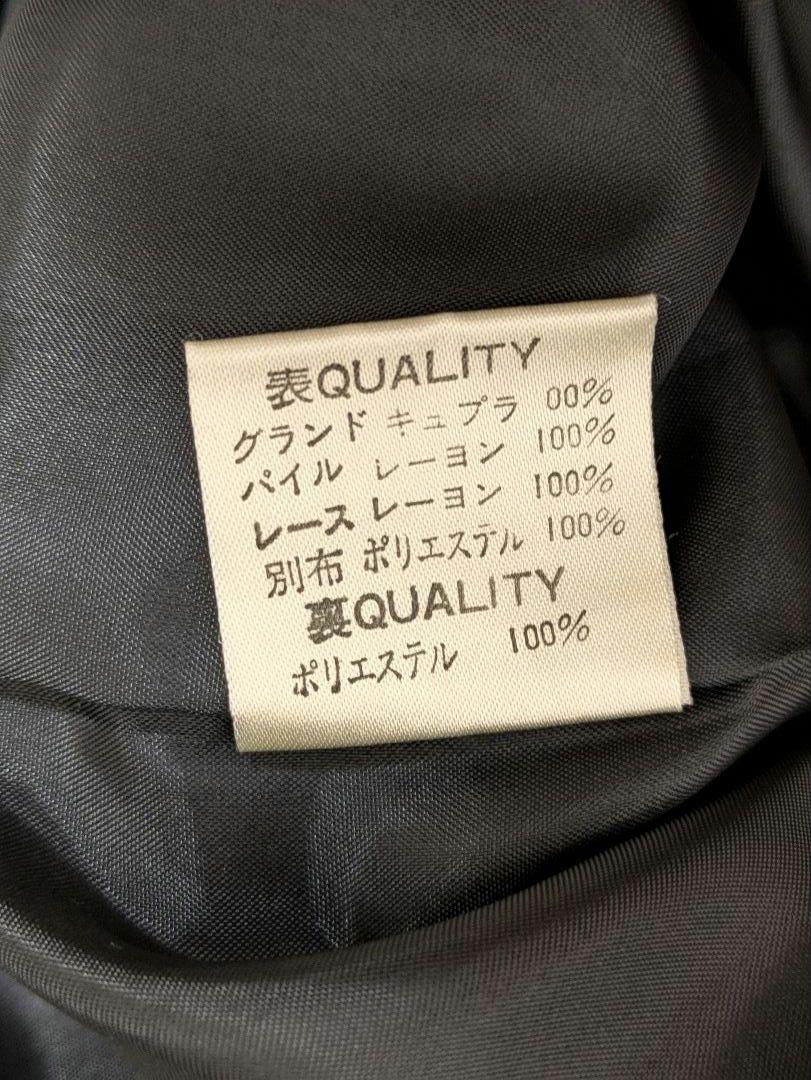 表QUALITY
グランド キュプラ 00%
パイル レーヨン 100%
レース レーヨン 100%
別布 ポリエステル 100%
裏QUALITY
ポリエステル 100%